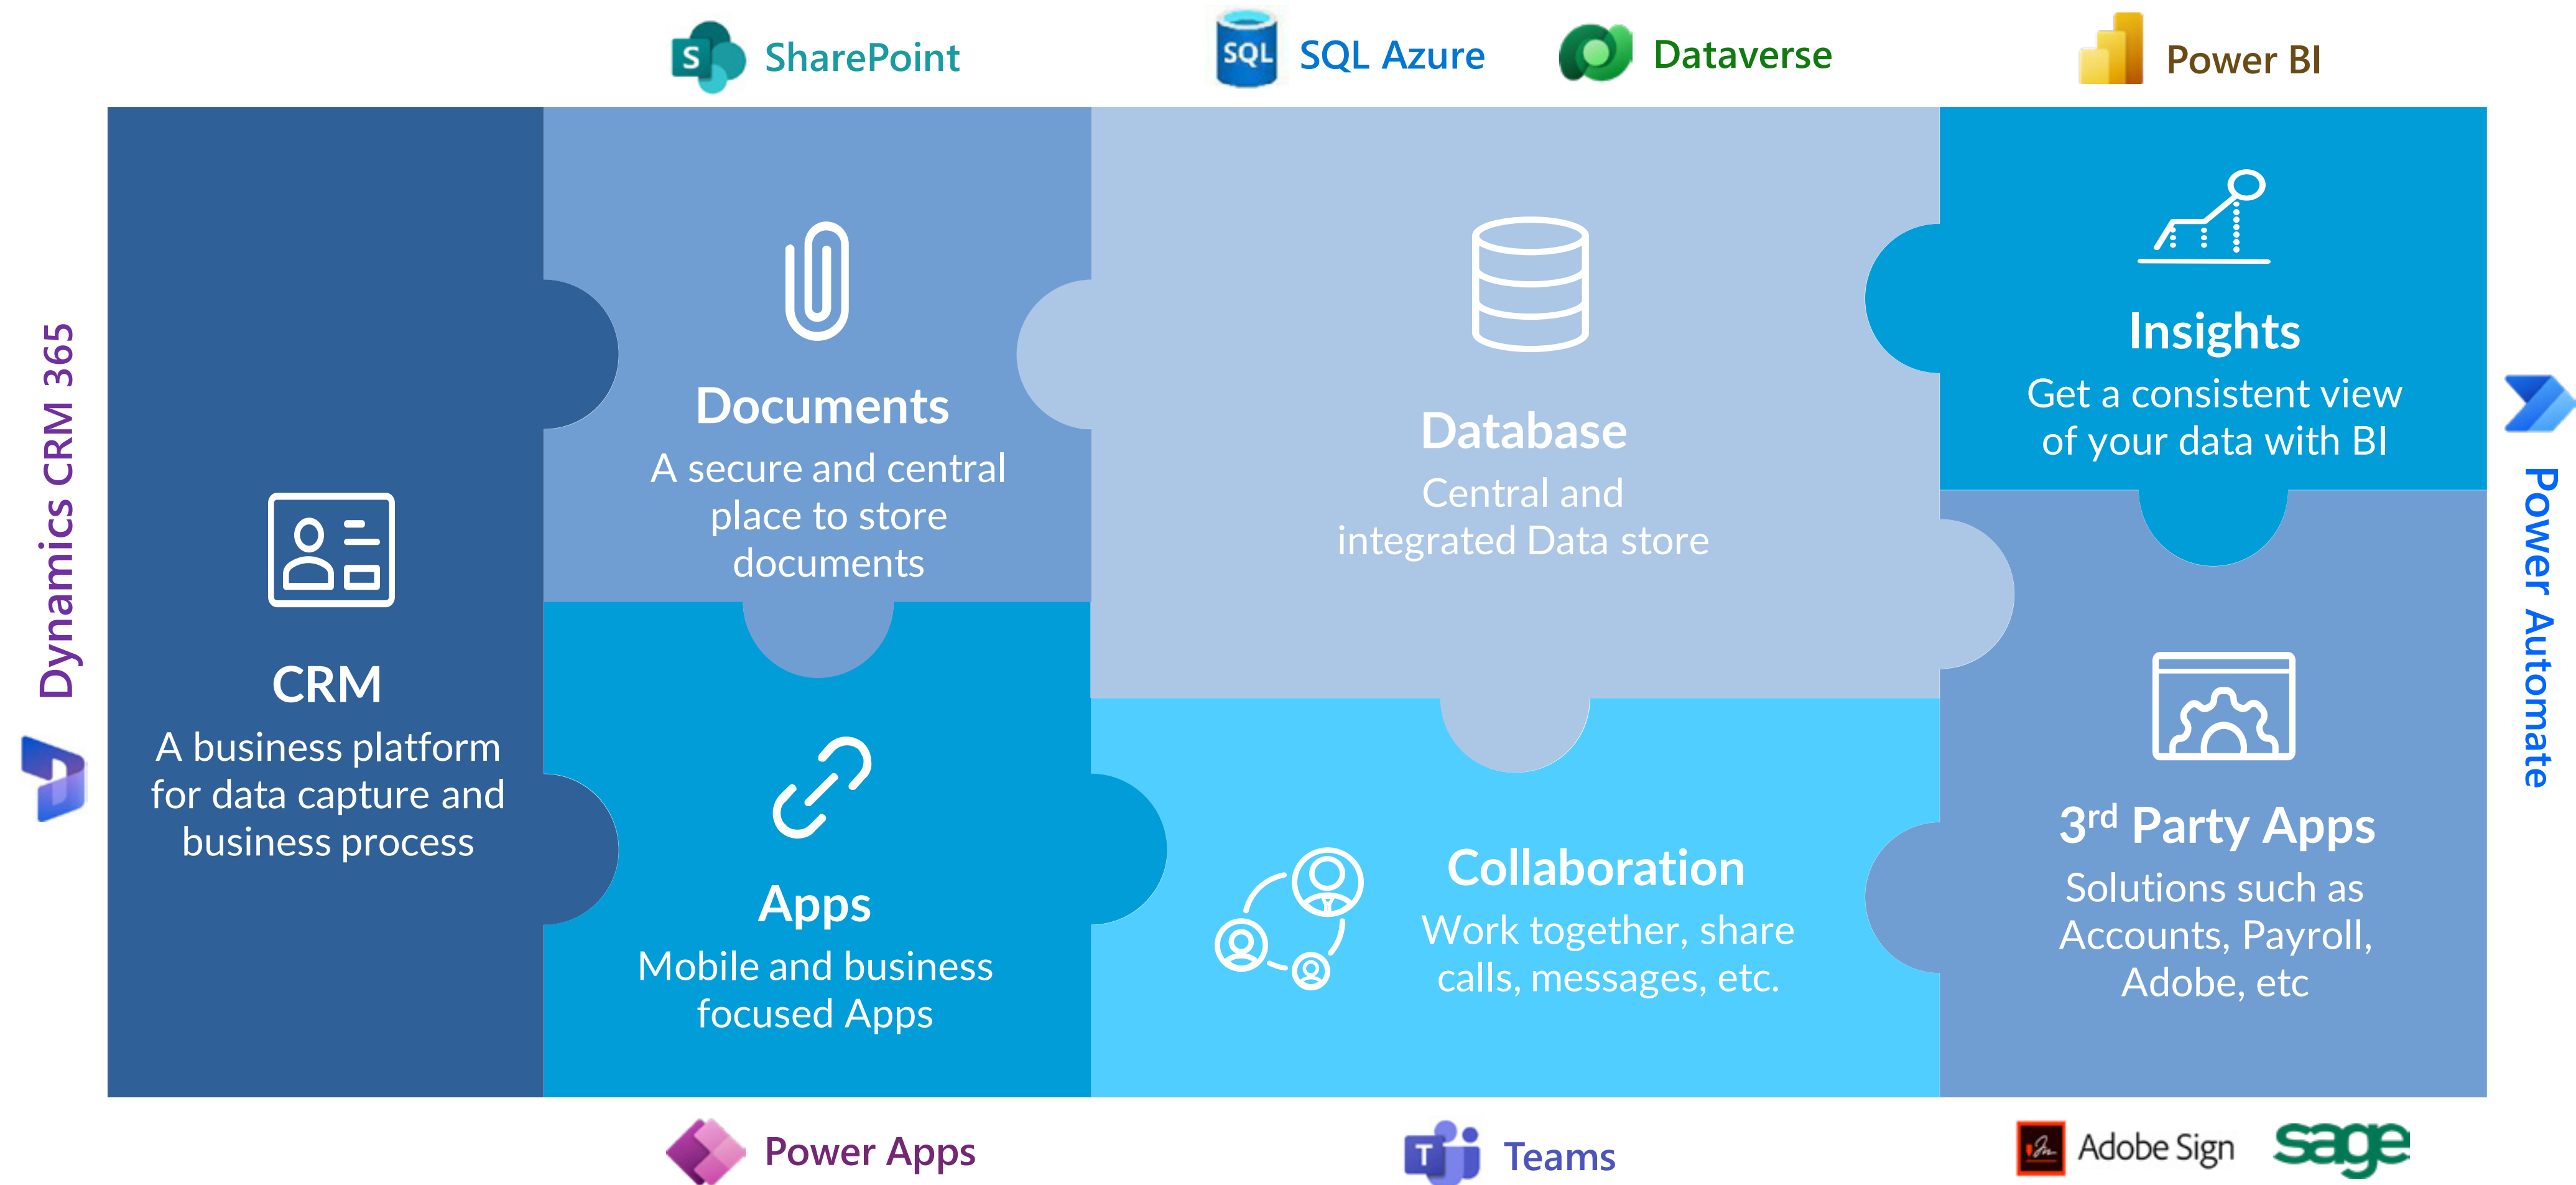 SharePoint
SQL
SQL Azure
Dataverse
Power BI
S
Dynamics CRM 365
CRM
A business platform
for data capture and
business process
Documents
A secure and central
place to store
documents
Apps
Mobile and business
focused Apps
Database
Central and
integrated Data store
Collaboration
Work together, share
calls, messages, etc.
Insights
Get a consistent view
of your data with BI
3rd Party Apps
Solutions such as
Accounts, Payroll,
Adobe, etc
Power Automate
Power Apps
T
Teams
Adobe Sign
sage